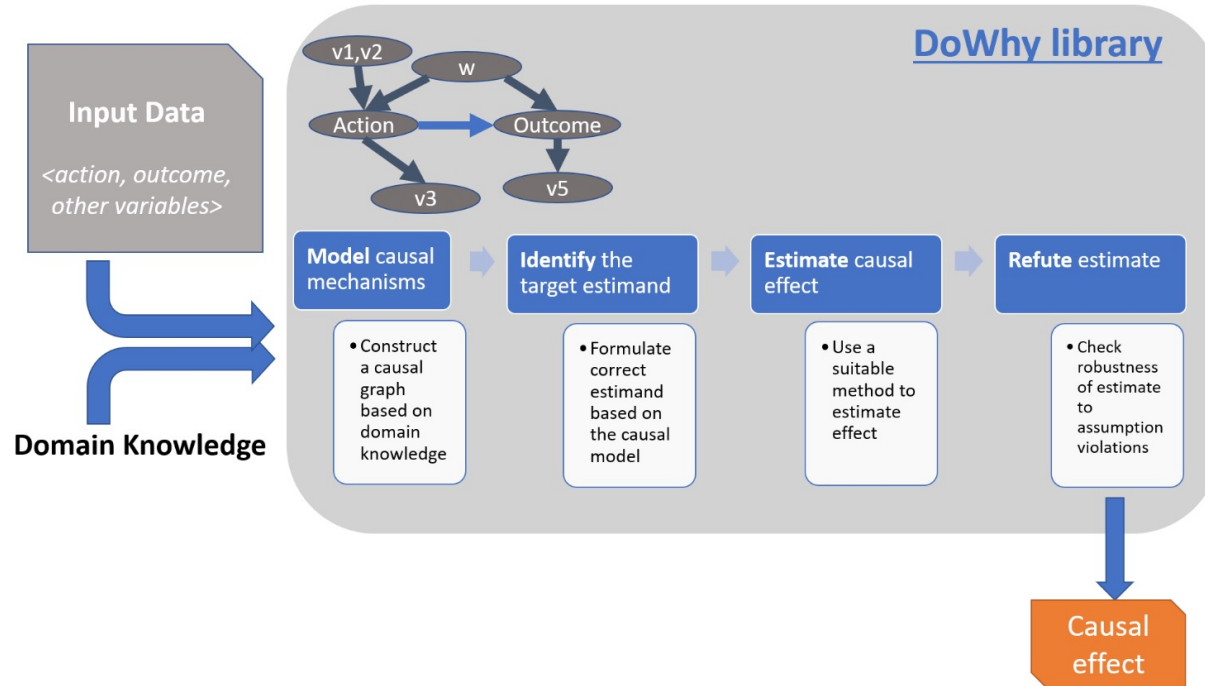 DoWhy library
Input Data
<action, outcome,
other variables>
v1,v2
w
Action
Outcome
v3
v5
Model causal
mechanisms
Identify the
target estimand
Estimate causal
effect
Refute estimate
• Construct
a causal
graph
based on
domain
knowledge
• Formulate
correct
estimand
based on
the causal
model
• Use a
suitable
method to
estimate
effect
• Check
robustness
of estimate
to
assumption
violations
Domain Knowledge
Causal
effect